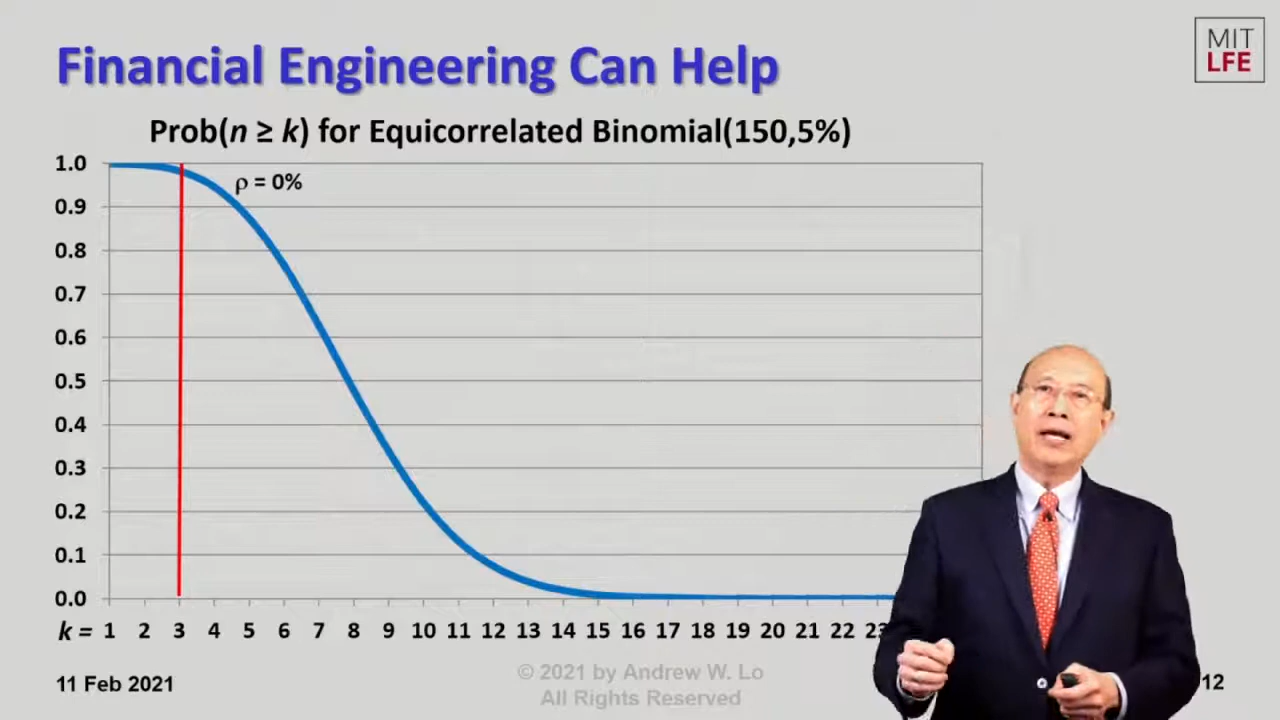 Financial Engineering Can Help
MIT
LFE
Prob(n ≥ k) for Equicorrelated Binomial(150,5%)
1.0
ρ = 0%
0.9
0.8
0.7
0.6
0.5
0.4
0.3
0.2
0.1
0.0
k = 1 2 3 4 5 6 7 8 9 10 11 12 13 14 15 16 17 18 19 20 21 22 23
11 Feb 2021
© 2021 by Andrew W. Lo
All Rights Reserved
12